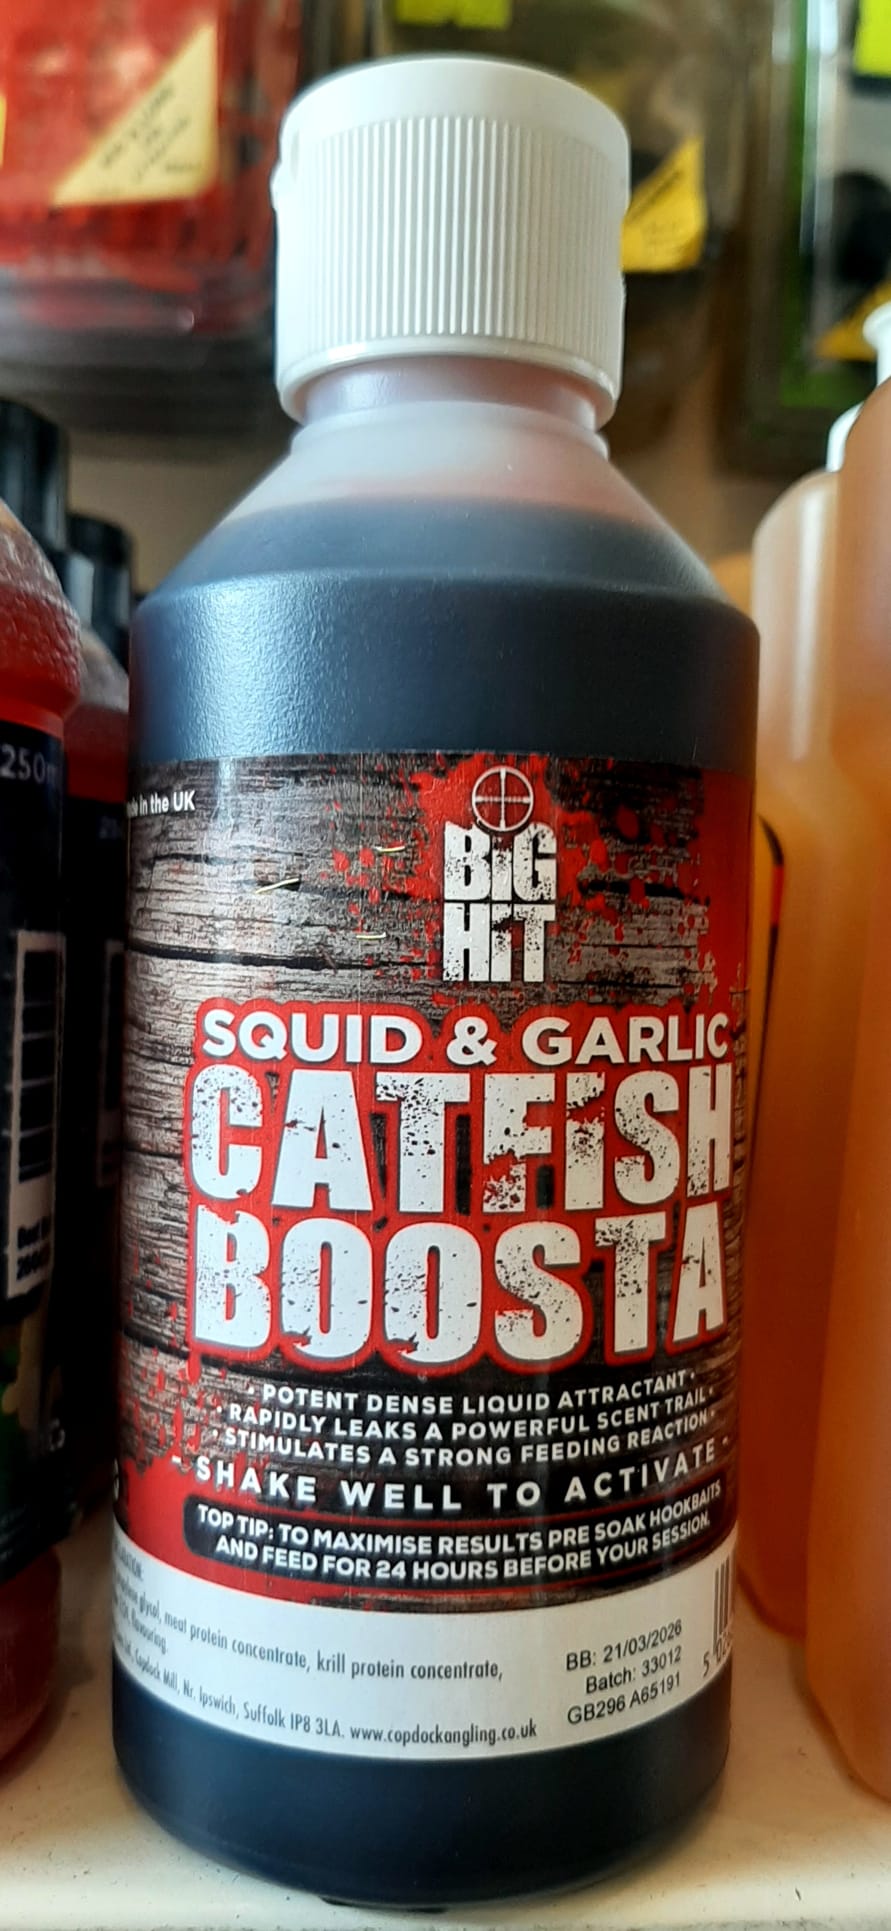 250m
in the UK
BIG
HIT
SQUID & GARLIC
CATFISH
BOOSTA
· POTENT DENSE LIQUID ATTRACTANT ·
· RAPIDLY LEAKS A POWERFUL SCENT TRAIL ·
· STIMULATES A STRONG FEEDING REACTION ·
- SHAKE WELL TO ACTIVATE -
TOP TIP: TO MAXIMISE RESULTS PRE SOAK HOOKBAITS
AND FEED FOR 24 HOURS BEFORE YOUR SESSION.
glycol, meat protein concentrate, krill protein concentrate,
flavouring.
Copdock Mill, Nr. Ipswich, Suffolk IP8 3LA. www.copdockangling.co.uk
BB: 21/03/2026
Batch: 33012
GB296 A65191
5